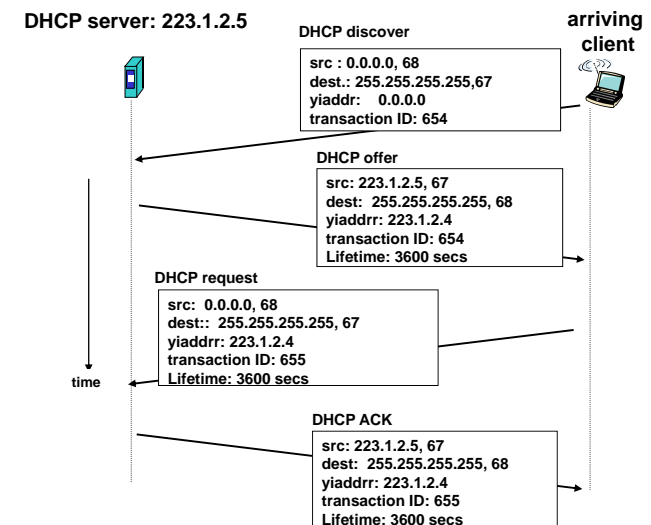 DHCP server: 223.1.2.5
arriving
client
DHCP discover
src : 0.0.0.0, 68
dest.: 255.255.255.255,67
yiaddr: 0.0.0.0
transaction ID: 654
DHCP offer
src: 223.1.2.5, 67
dest: 255.255.255.255, 68
yiaddrr: 223.1.2.4
transaction ID: 654
Lifetime: 3600 secs
DHCP request
src: 0.0.0.0, 68
dest:: 255.255.255.255, 67
yiaddrr: 223.1.2.4
transaction ID: 655
Lifetime: 3600 secs
time
DHCP ACK
src: 223.1.2.5, 67
dest: 255.255.255.255, 68
yiaddrr: 223.1.2.4
transaction ID: 655
Lifetime: 3600 secs